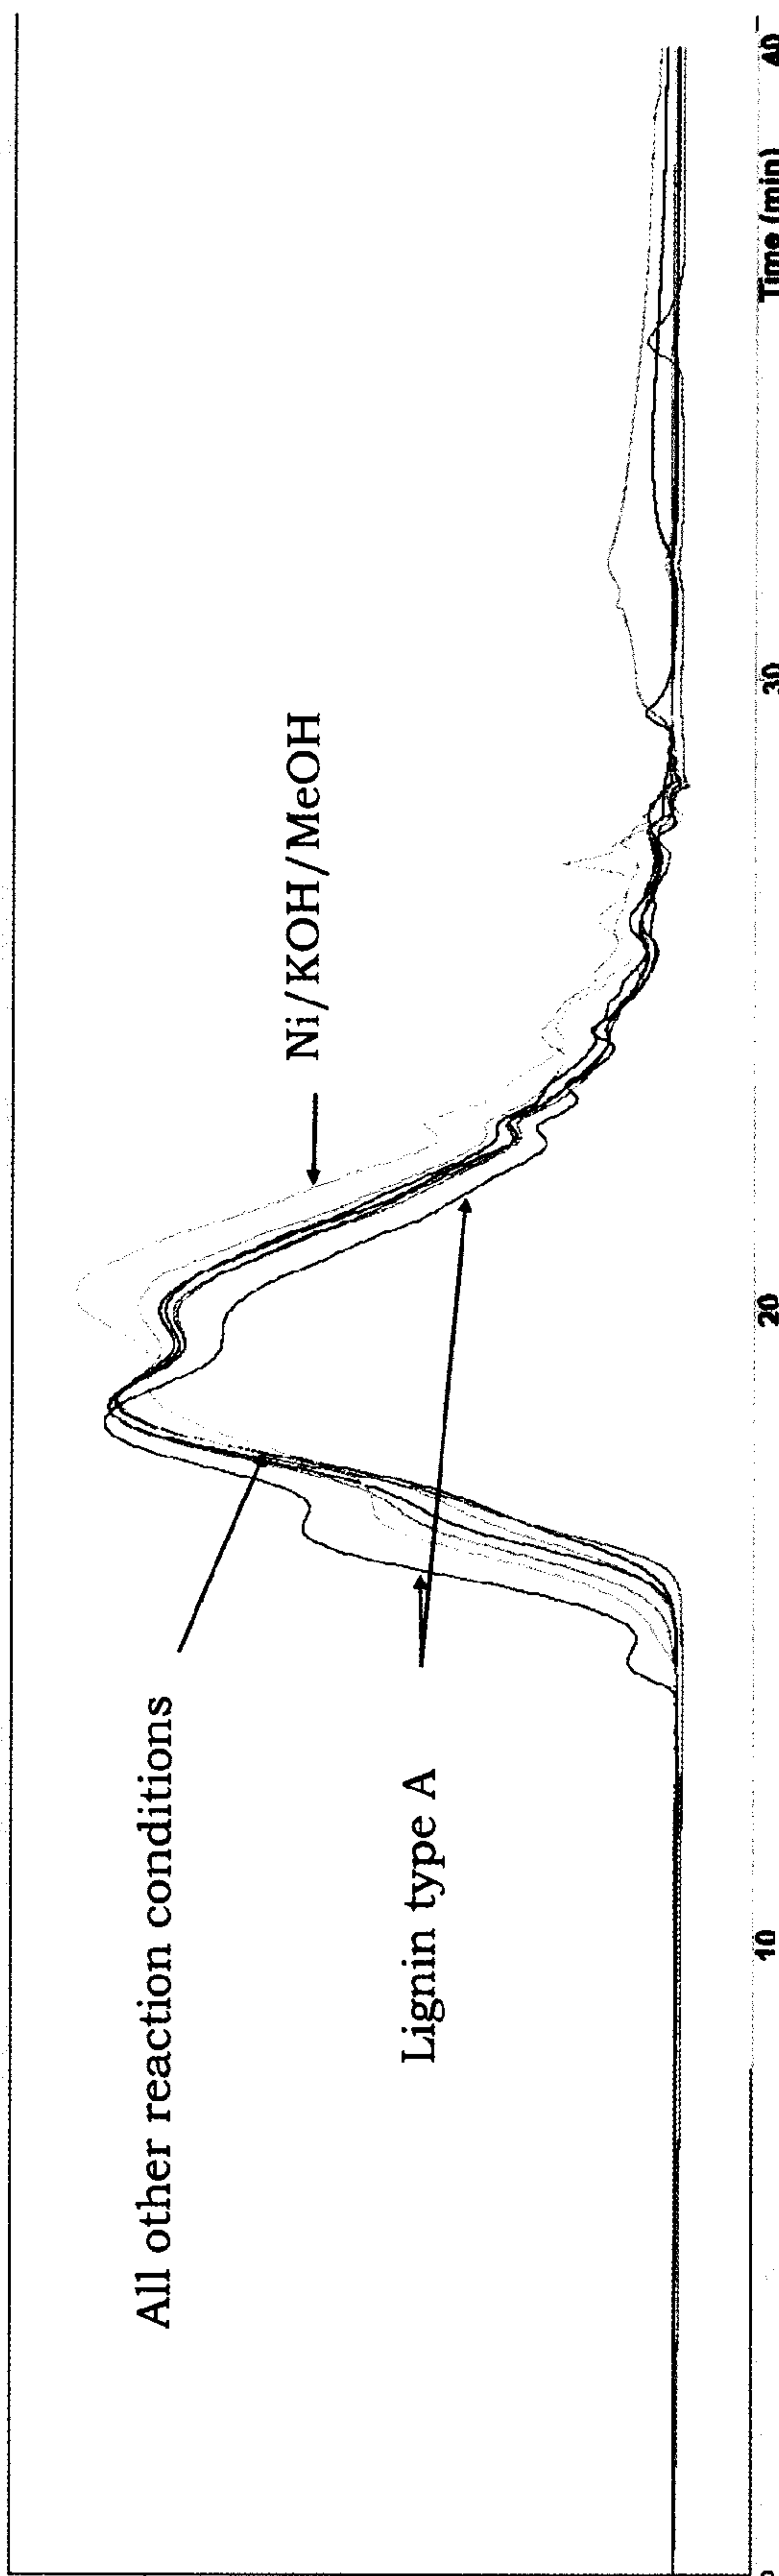 All other reaction conditions
Lignin type A
Ni/KOH/MeOH
10
20
30
40
Time (min)